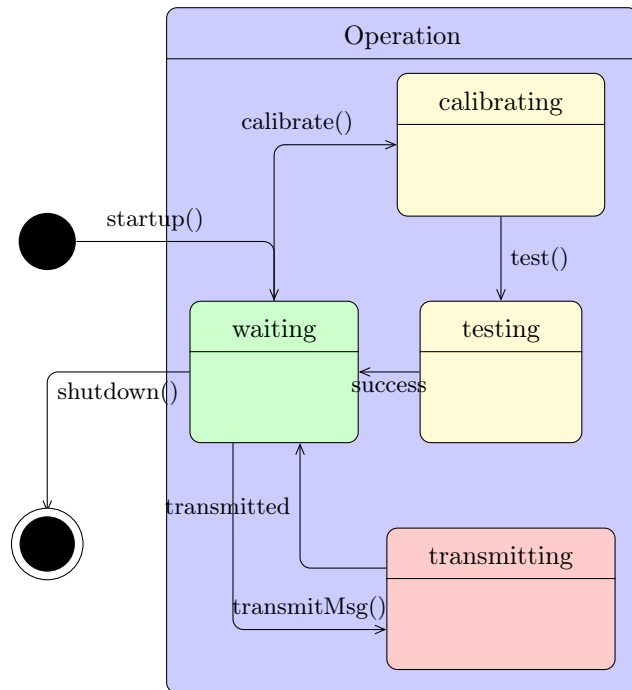 Operation
calibrating
calibrate()
startup()
test()
waiting
testing
shutdown()
success
transmitted
transmitting
transmitMsg()